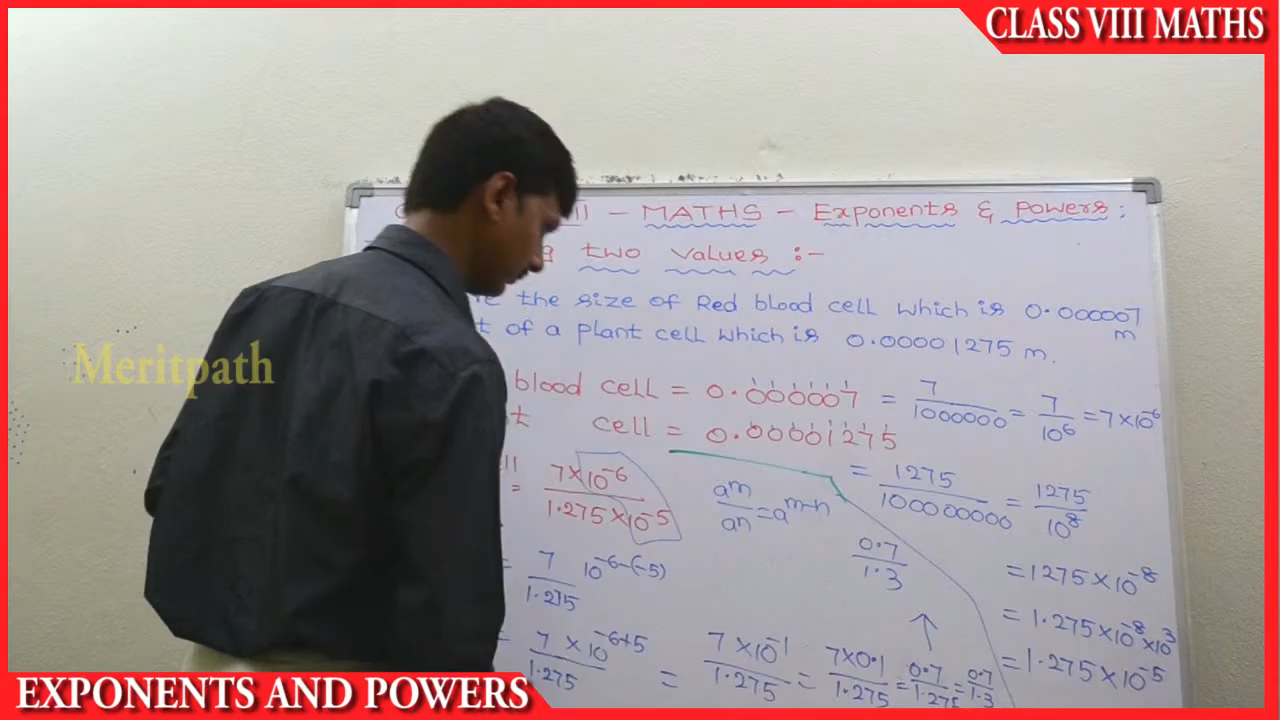 CLASS VIII MATHS
- MATHS - Exponents & Powers:
two values :-
the size of Red blood cell which is 0.000007 m
of a plant cell which is 0.00001275 m.
blood cell = 0.000007 = 7/1000000 = 7/10⁶ = 7×10⁻⁶
cell = 0.00001275
= 1275/100000000 = 1275/10⁸
= 1275×10⁻⁸
= 1.275×10⁻⁸×10³
= 1.275×10⁻⁵
= 7×10⁻⁶/1.275×10⁻⁵
aᵐ/aⁿ = aᵐ⁻ⁿ
= 7/1.275 10⁻⁶⁻⁽⁻⁵⁾
0.7/1.3
= 7×10⁻⁶⁺⁵/1.275 = 7×10⁻¹/1.275 = 7×0.1/1.275 = 0.7/1.275 = 0.7/1.3
Meritpath
EXPONENTS AND POWERS